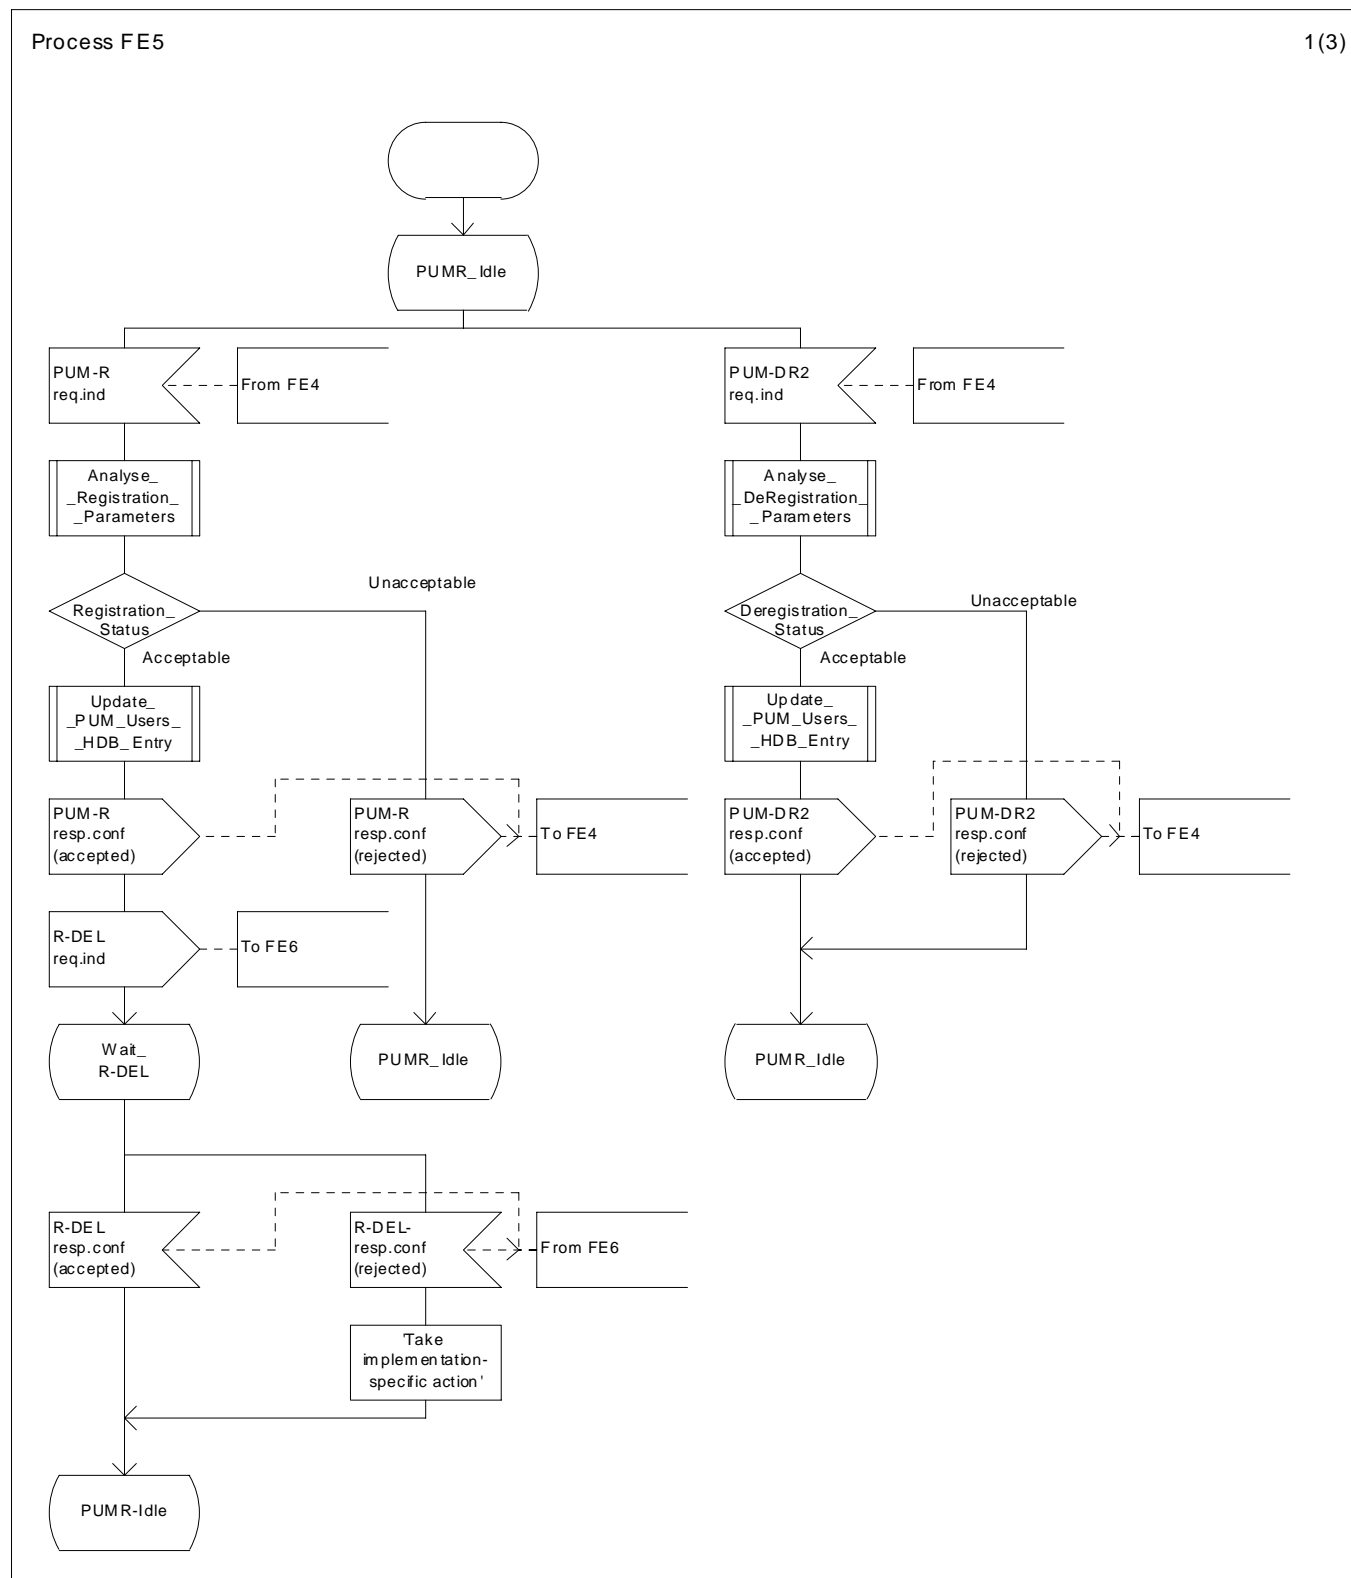 Process FE5
1(3)
PUMR_Idle
PUM-R
req.ind
From FE4
PUM-DR2
req.ind
From FE4
Analyse_
_Registration_
_Parameters
Analyse_
_DeRegistration_
_Parameters
Unacceptable
Registration_
Status
Acceptable
Unacceptable
Deregistration_
Status
Acceptable
Update_
_PUM_Users_
_HDB_Entry
Update_
_PUM_Users_
_HDB_Entry
PUM-R
resp.conf
(accepted)
PUM-R
resp.conf
(rejected)
To FE4
PUM-DR2
resp.conf
(accepted)
PUM-DR2
resp.conf
(rejected)
To FE4
R-DEL
req.ind
To FE6
Wait_
R-DEL
PUMR_Idle
PUMR_Idle
R-DEL
resp.conf
(accepted)
R-DEL-
resp.conf
(rejected)
From FE6
'Take
implementation-
specific action'
PUMR-Idle